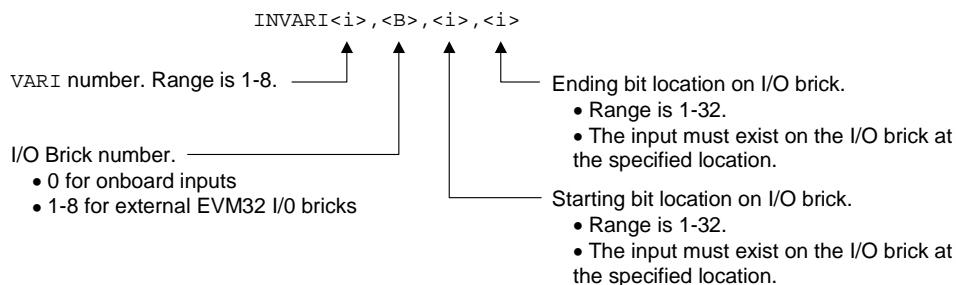 INVARI<i>,<B>,<i>,<i>
VARI number. Range is 1-8.
I/O Brick number.
• 0 for onboard inputs
• 1-8 for external EVM32 I/0 bricks
Ending bit location on I/O brick.
• Range is 1-32.
• The input must exist on the I/O brick at
the specified location.
Starting bit location on I/O brick.
• Range is 1-32.
• The input must exist on the I/O brick at
the specified location.